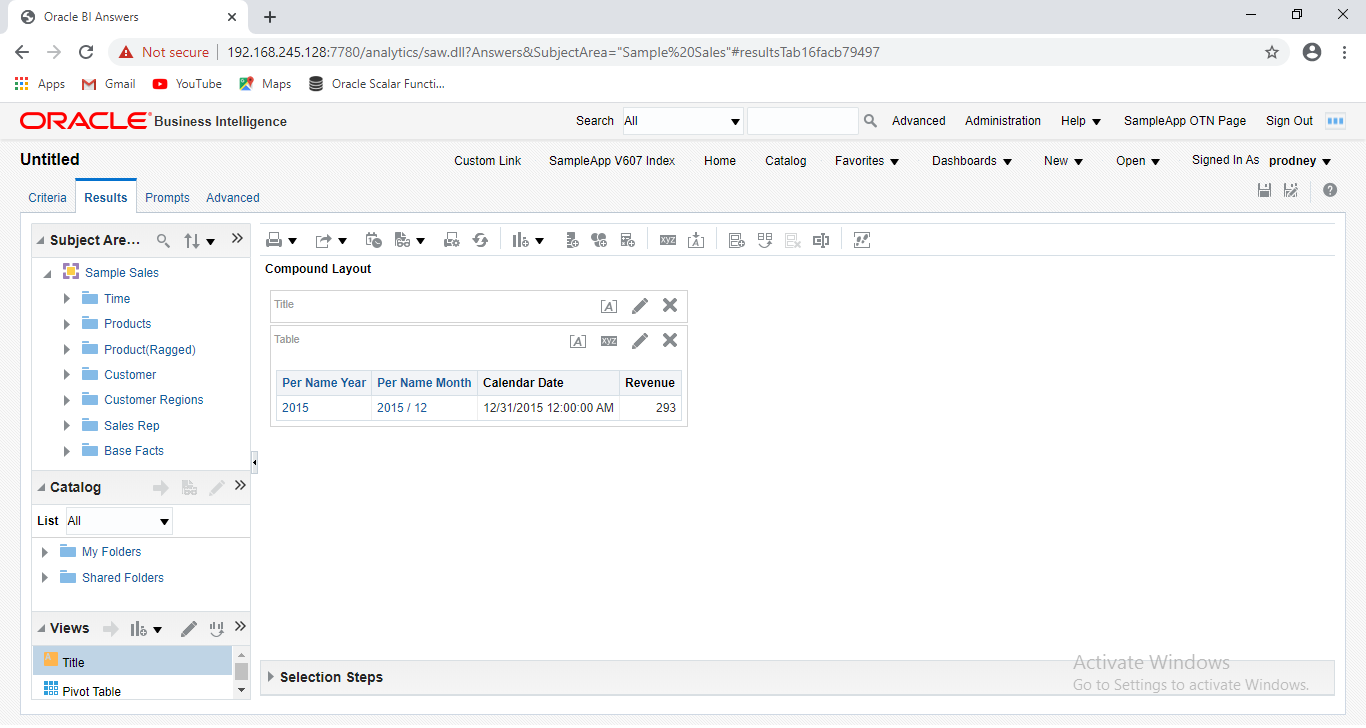 Oracle BI Answers
Not secure 192.168.245.128:7780/analytics/saw.dll?Answers&SubjectArea="Sample%20Sales"#resultsTab16facb79497
Apps Gmail YouTube Maps Oracle Scalar Functi...
ORACLE Business Intelligence Search All Advanced Administration Help SampleApp OTN Page Sign Out
Untitled Custom Link SampleApp V607 Index Home Catalog Favorites Dashboards New Open Signed In As prodney
Criteria Results Prompts Advanced
Subject Are...
Sample Sales
Time
Products
Product(Ragged)
Customer
Customer Regions
Sales Rep
Base Facts
Catalog
List All
My Folders
Shared Folders
Views
Title
Pivot Table
Compound Layout
Title
Table
Per Name Year Per Name Month Calendar Date Revenue
2015 2015 / 12 12/31/2015 12:00:00 AM 293
Selection Steps
Activate Windows
Go to Settings to activate Windows.